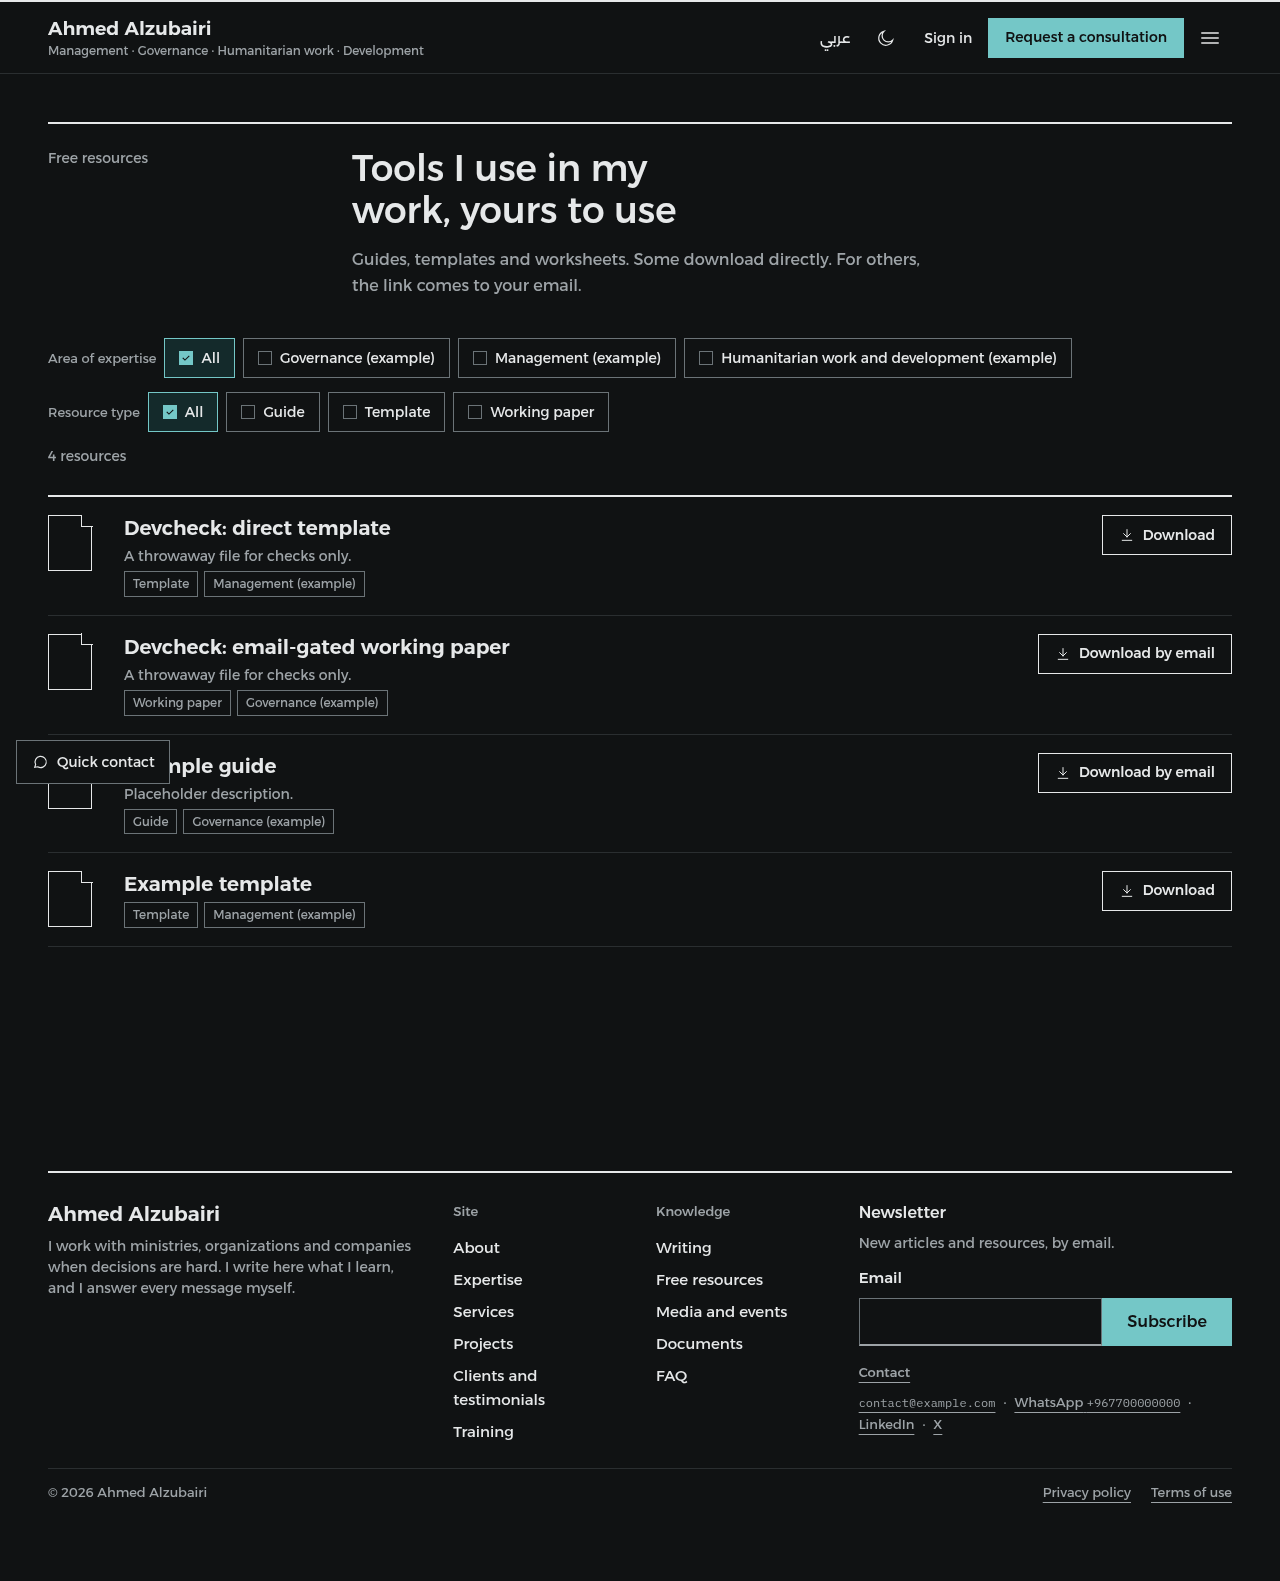 Ahmed Alzubairi
Management · Governance · Humanitarian work · Development
عربي
Sign in
Request a consultation
Free resources
Tools I use in my
work, yours to use
Guides, templates and worksheets. Some download directly. For others,
the link comes to your email.
Area of expertise
All
Governance (example)
Management (example)
Humanitarian work and development (example)
Resource type
All
Guide
Template
Working paper
4 resources
Devcheck: direct template
Download
A throwaway file for checks only.
Template
Management (example)
Devcheck: email-gated working paper
Download by email
A throwaway file for checks only.
Working paper
Governance (example)
Quick contact
guide
Download by email
Placeholder description.
Guide
Governance (example)
Example template
Download
Template
Management (example)
Ahmed Alzubairi
I work with ministries, organizations and companies
when decisions are hard. I write here what I learn,
and I answer every message myself.
Site
About
Expertise
Services
Projects
Clients and
testimonials
Training
Knowledge
Writing
Free resources
Media and events
Documents
FAQ
Newsletter
New articles and resources, by email.
Email
Subscribe
Contact
contact@example.com · WhatsApp +967700000000 ·
LinkedIn · X
© 2026 Ahmed Alzubairi
Privacy policy
Terms of use